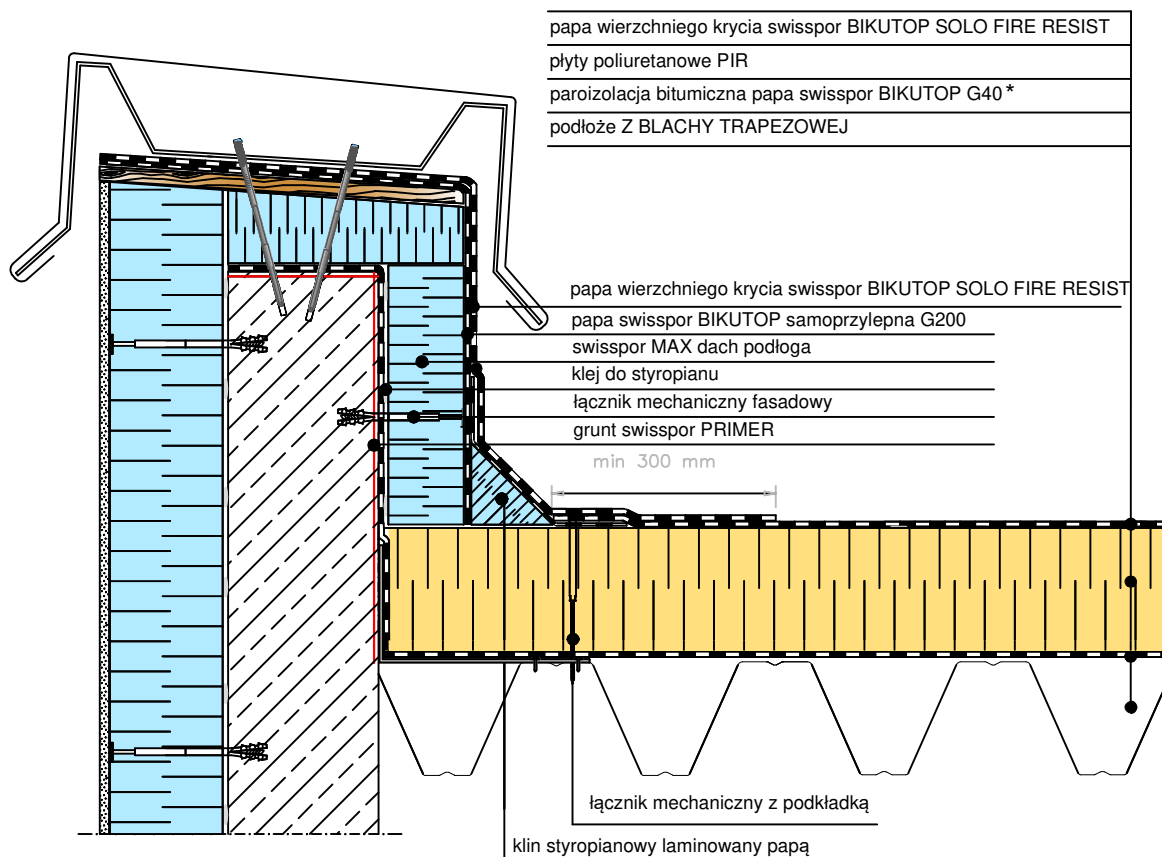 papa wierzchniego krycia swisspor BIKUTOP SOLO FIRE RESIST
płyty poliuretanowe PIR
paroizolacja bitumiczna papa swisspor BIKUTOP G40*
podłoże Z BLACHY TRAPEZOWEJ
papa wierzchniego krycia swisspor BIKUTOP SOLO FIRE RESIST
papa swisspor BIKUTOP samoprzylepna G200
swisspor MAX dach podłoga
klej do styropianu
łącznik mechaniczny fasadowy
grunt swisspor PRIMER
min 300 mm
łącznik mechaniczny z podkładką
klin styropianowy laminowany papą